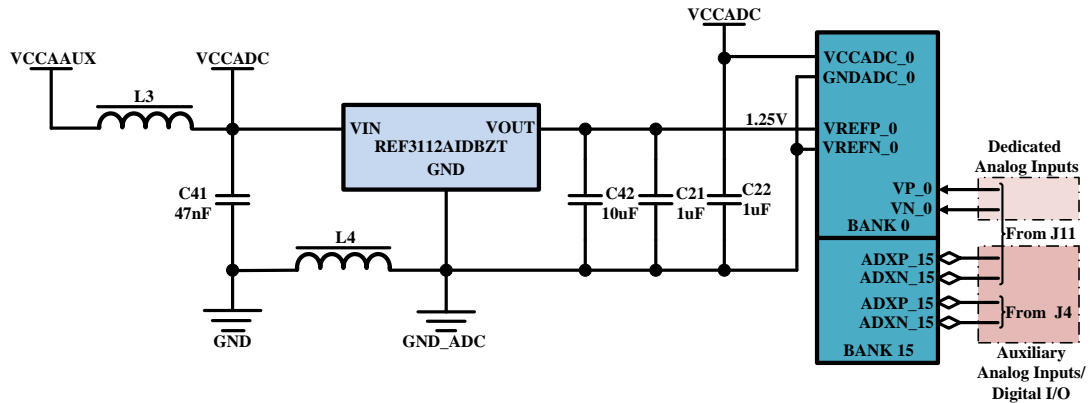 VCCAAUX
L3
VCCADC
C41
47nF
GND
L4
VIN
VOUT
REF3112AIDBZT
GND
GND_ADC
C42
10uF
C21
1uF
VCCADC
C22
1uF
1.25V
VCCADC_0
GNDADC_0
VREFP_0
VREFN_0
VP_0
VN_0
BANK 0
ADXP_15
ADXN_15
ADXP_15
ADXN_15
BANK 15
Dedicated
Analog Inputs
From J11
From J4
Auxiliary
Analog Inputs/
Digital I/O